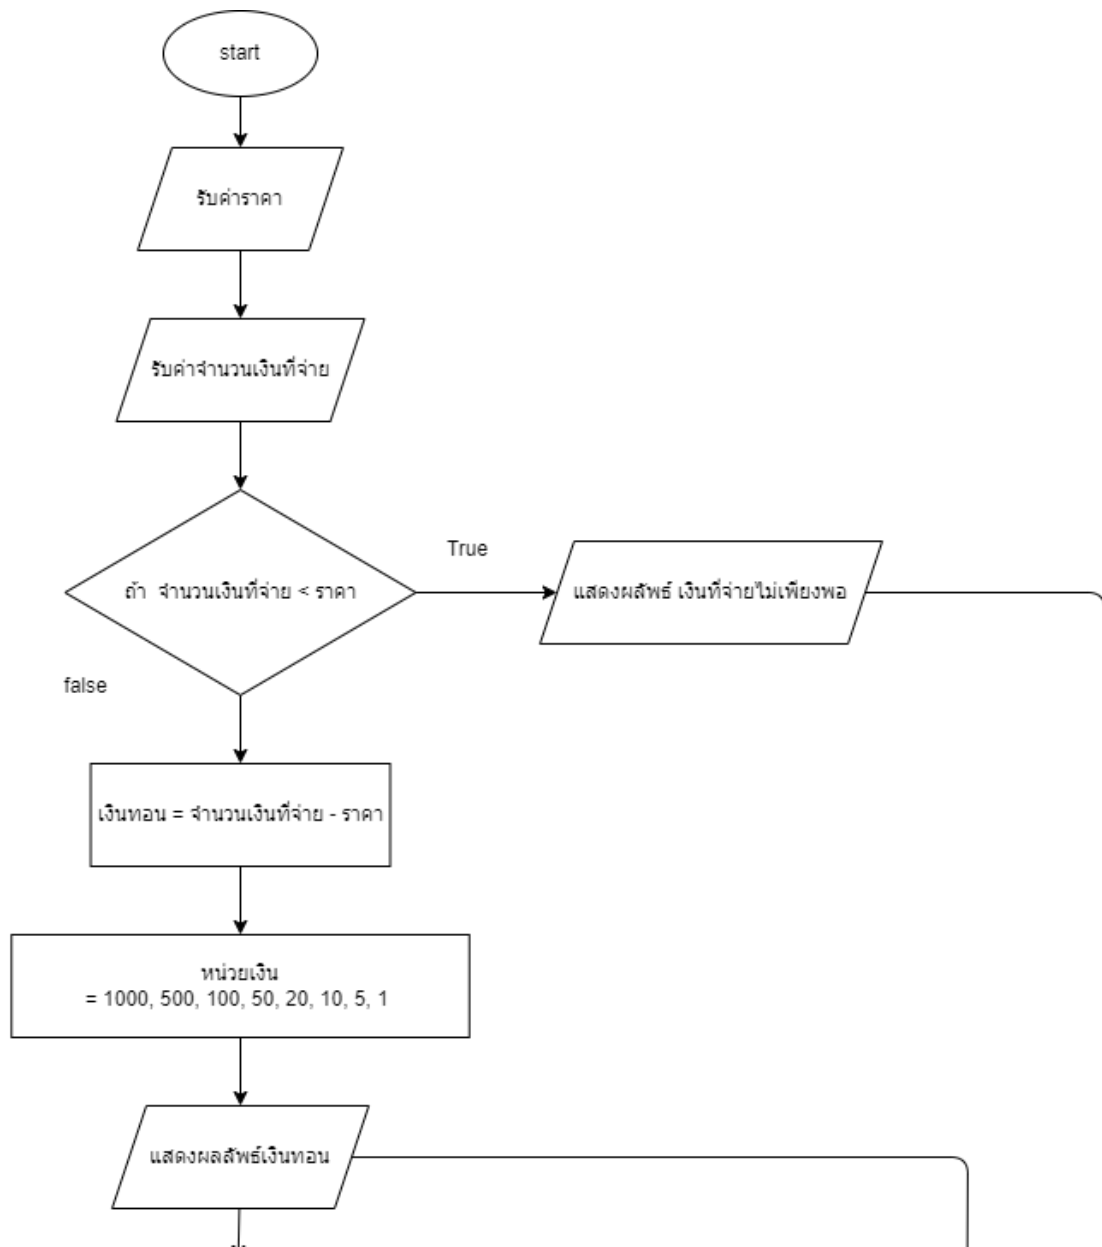 start
รับค่าราคา
รับค่าจำนวนเงินที่จ่าย
True
ถ้า จำนวนเงินที่จ่าย < ราคา
แสดงผลัพธ์ เงินที่จ่ายไม่เพียงพอ
false
เงินทอน = จำนวนเงินที่จ่าย - ราคา
หน่วยเงิน
= 1000, 500, 100, 50, 20, 10, 5, 1
แสดงผลลัพธ์เงินทอน